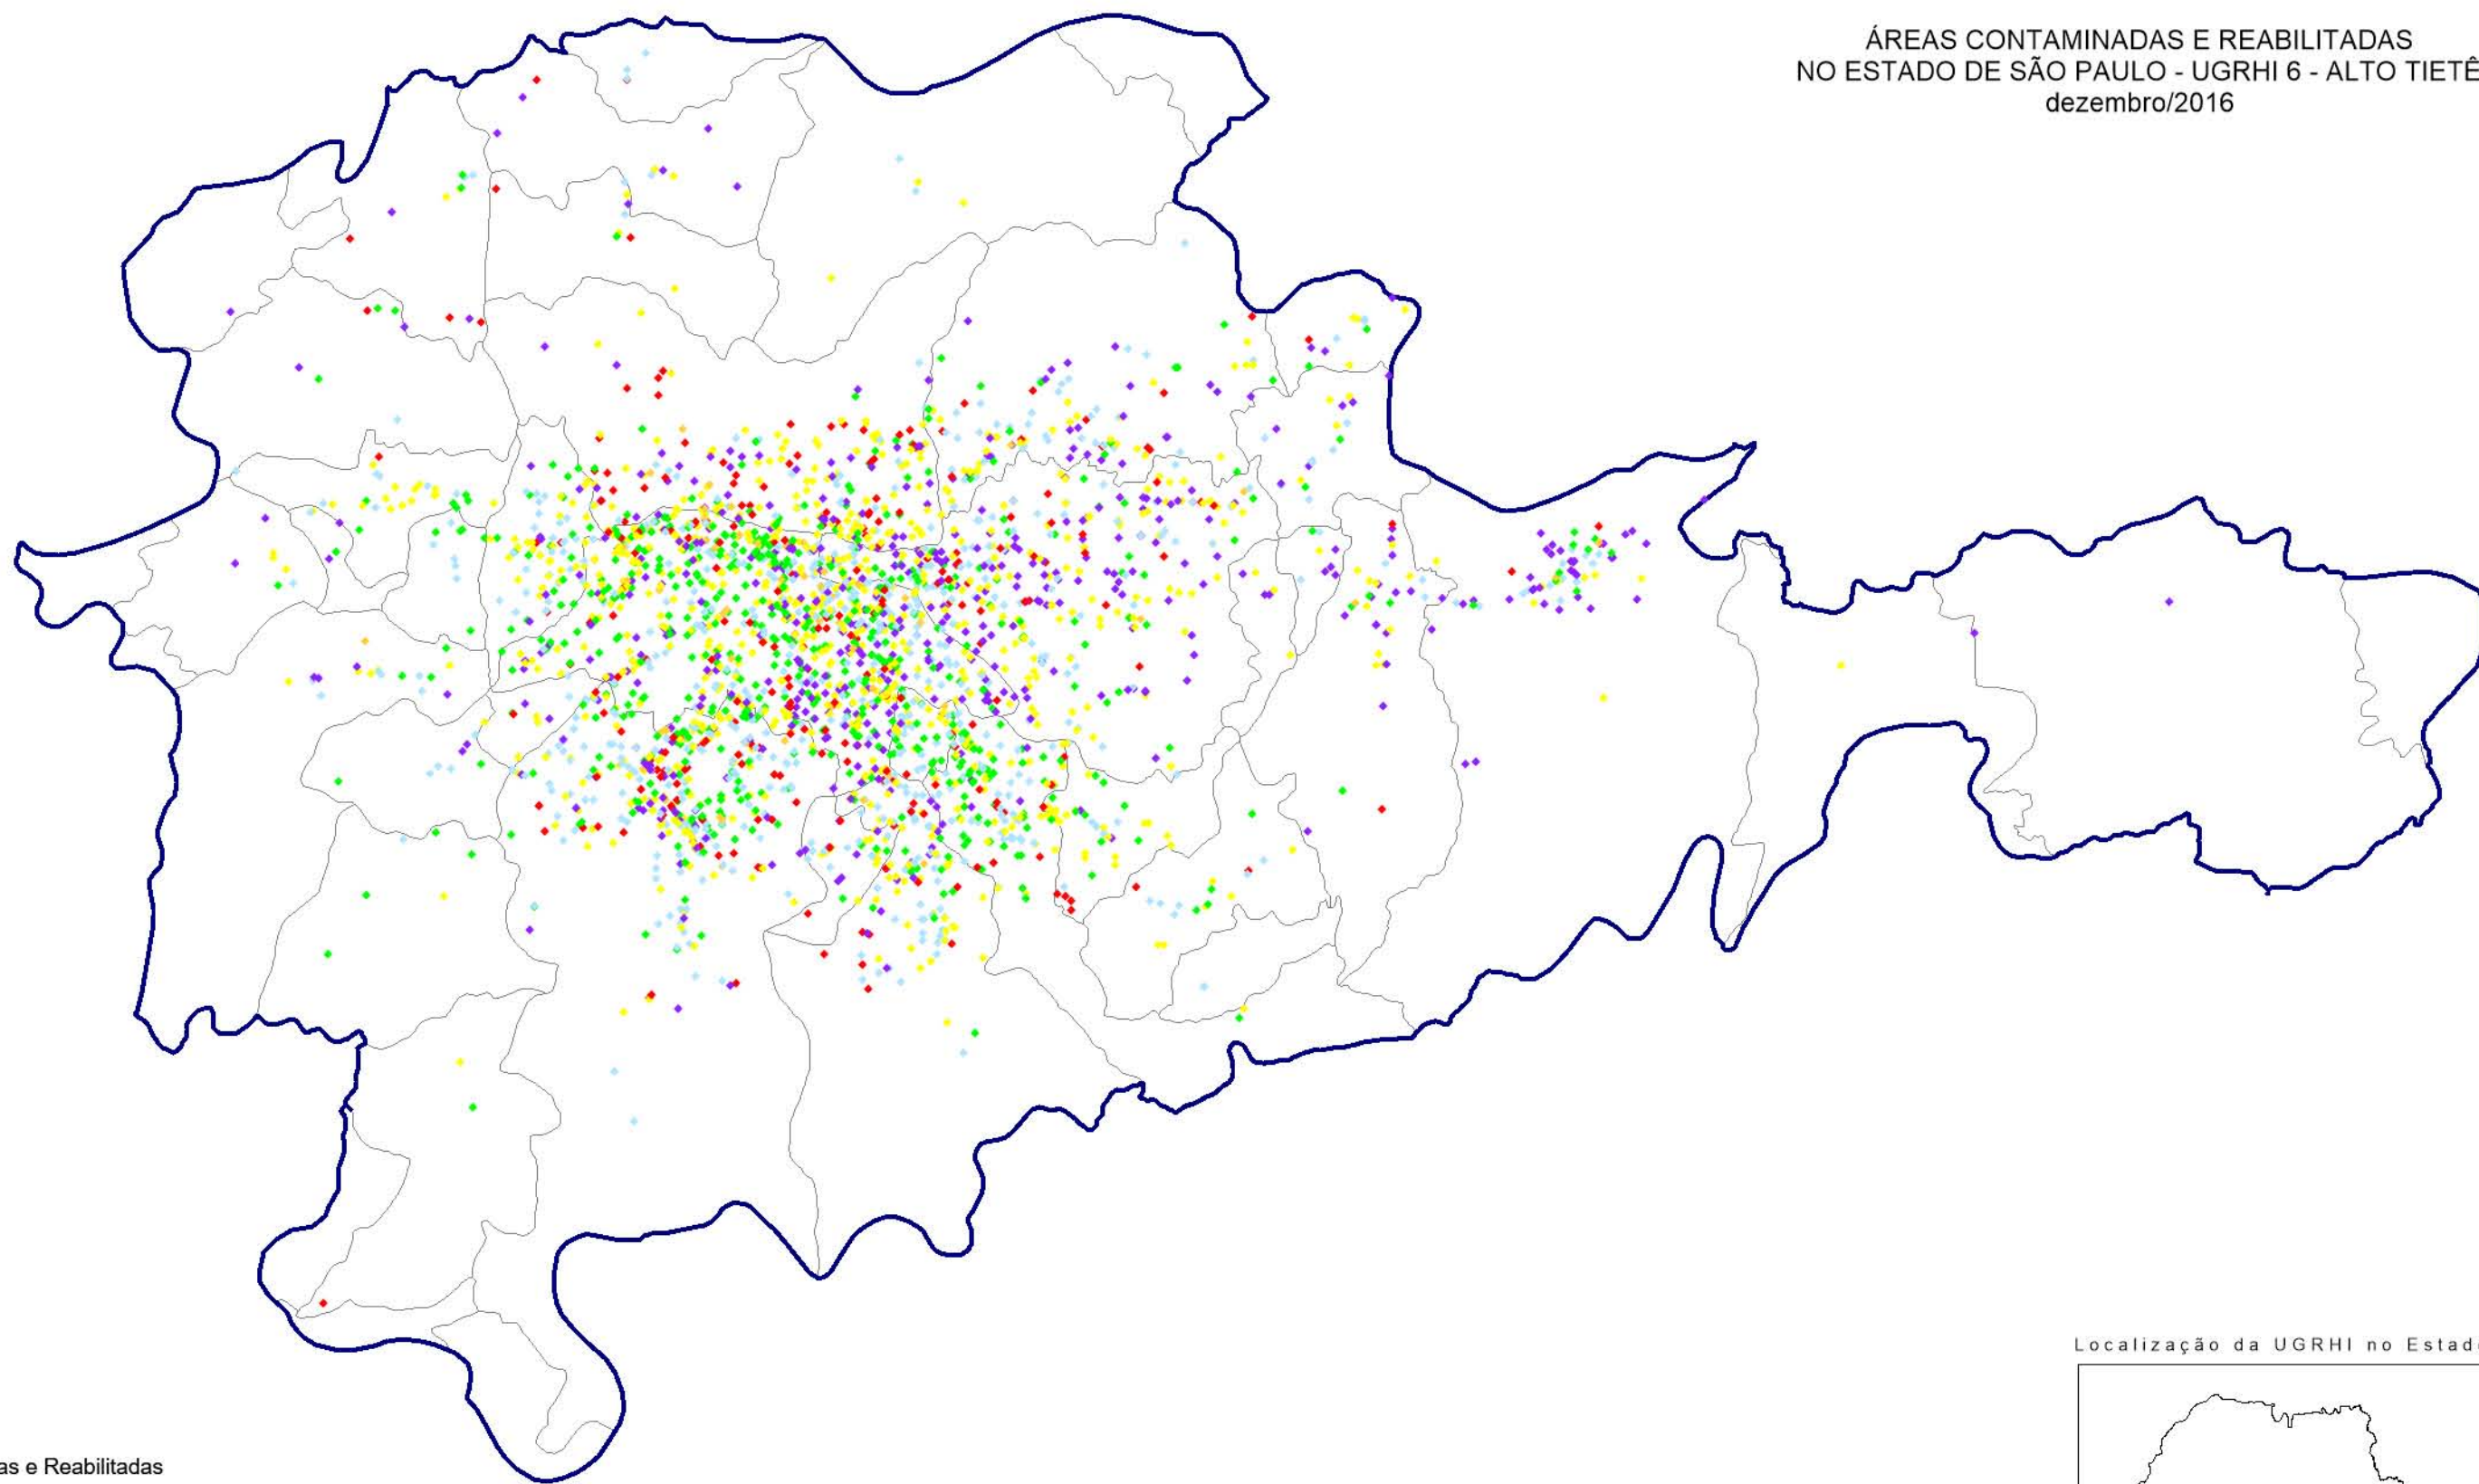 ÁREAS CONTAMINADAS E REABILITADAS
NO ESTADO DE SÃO PAULO - UGRHI 6 - ALTO TIETÊ
dezembro/2016
Localização da UGRHI no Estad
as e Reabilitadas